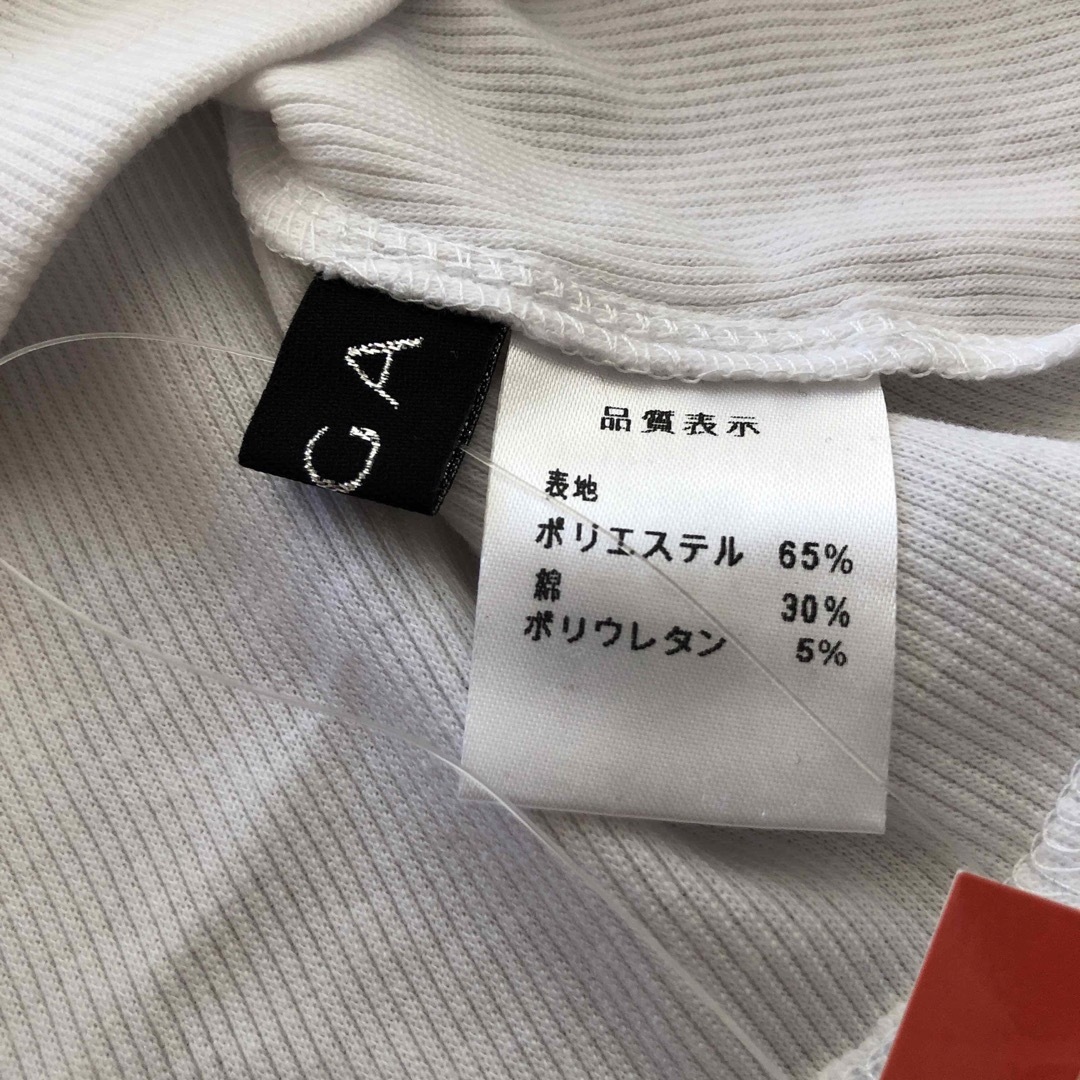 GA
品質表示
表地
ポリエステル 65%
綿 30%
ポリウレタン 5%